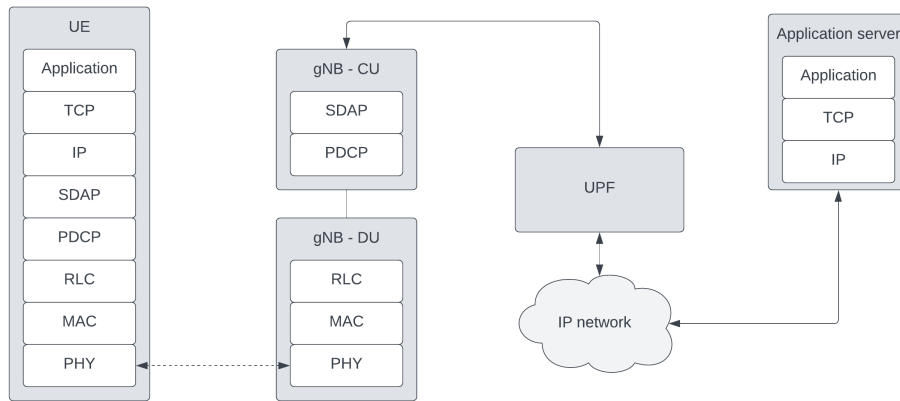 UE
Application
TCP
IP
SDAP
PDCP
RLC
MAC
PHY
gNB - CU
SDAP
PDCP
gNB - DU
RLC
MAC
PHY
UPF
IP network
Application server
Application
TCP
IP